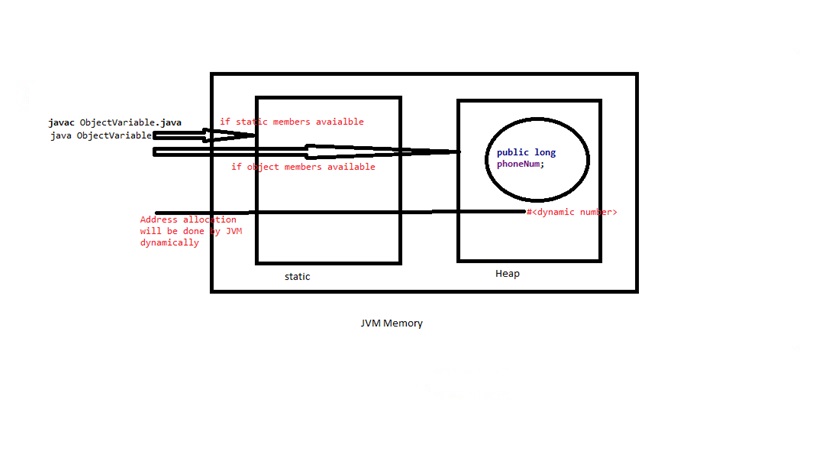 javac ObjectVariable.java
java ObjectVariable
if static members avaialble
if object members available
public long
phoneNum;
#<dynamic number>
Address allocation
will be done by JVM
dynamically
static
Heap
JVM Memory